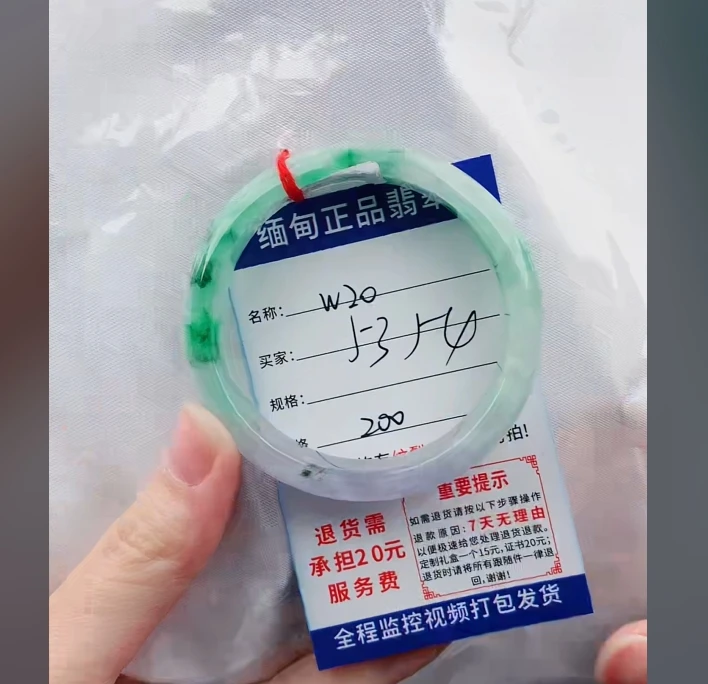 缅甸正品翡
名称: W20
买家: 5354
规格:
格 200
拍!
重要提示
如需退货请按以下步骤操作
退款原因:7天无理由
以便极速给您处理退货退款。
定制礼盒一个15元,证书20元;
退货时请将所有跟随件一律退
回,谢谢!
退货需
承担20元
服务费
全程监控视频打包发货